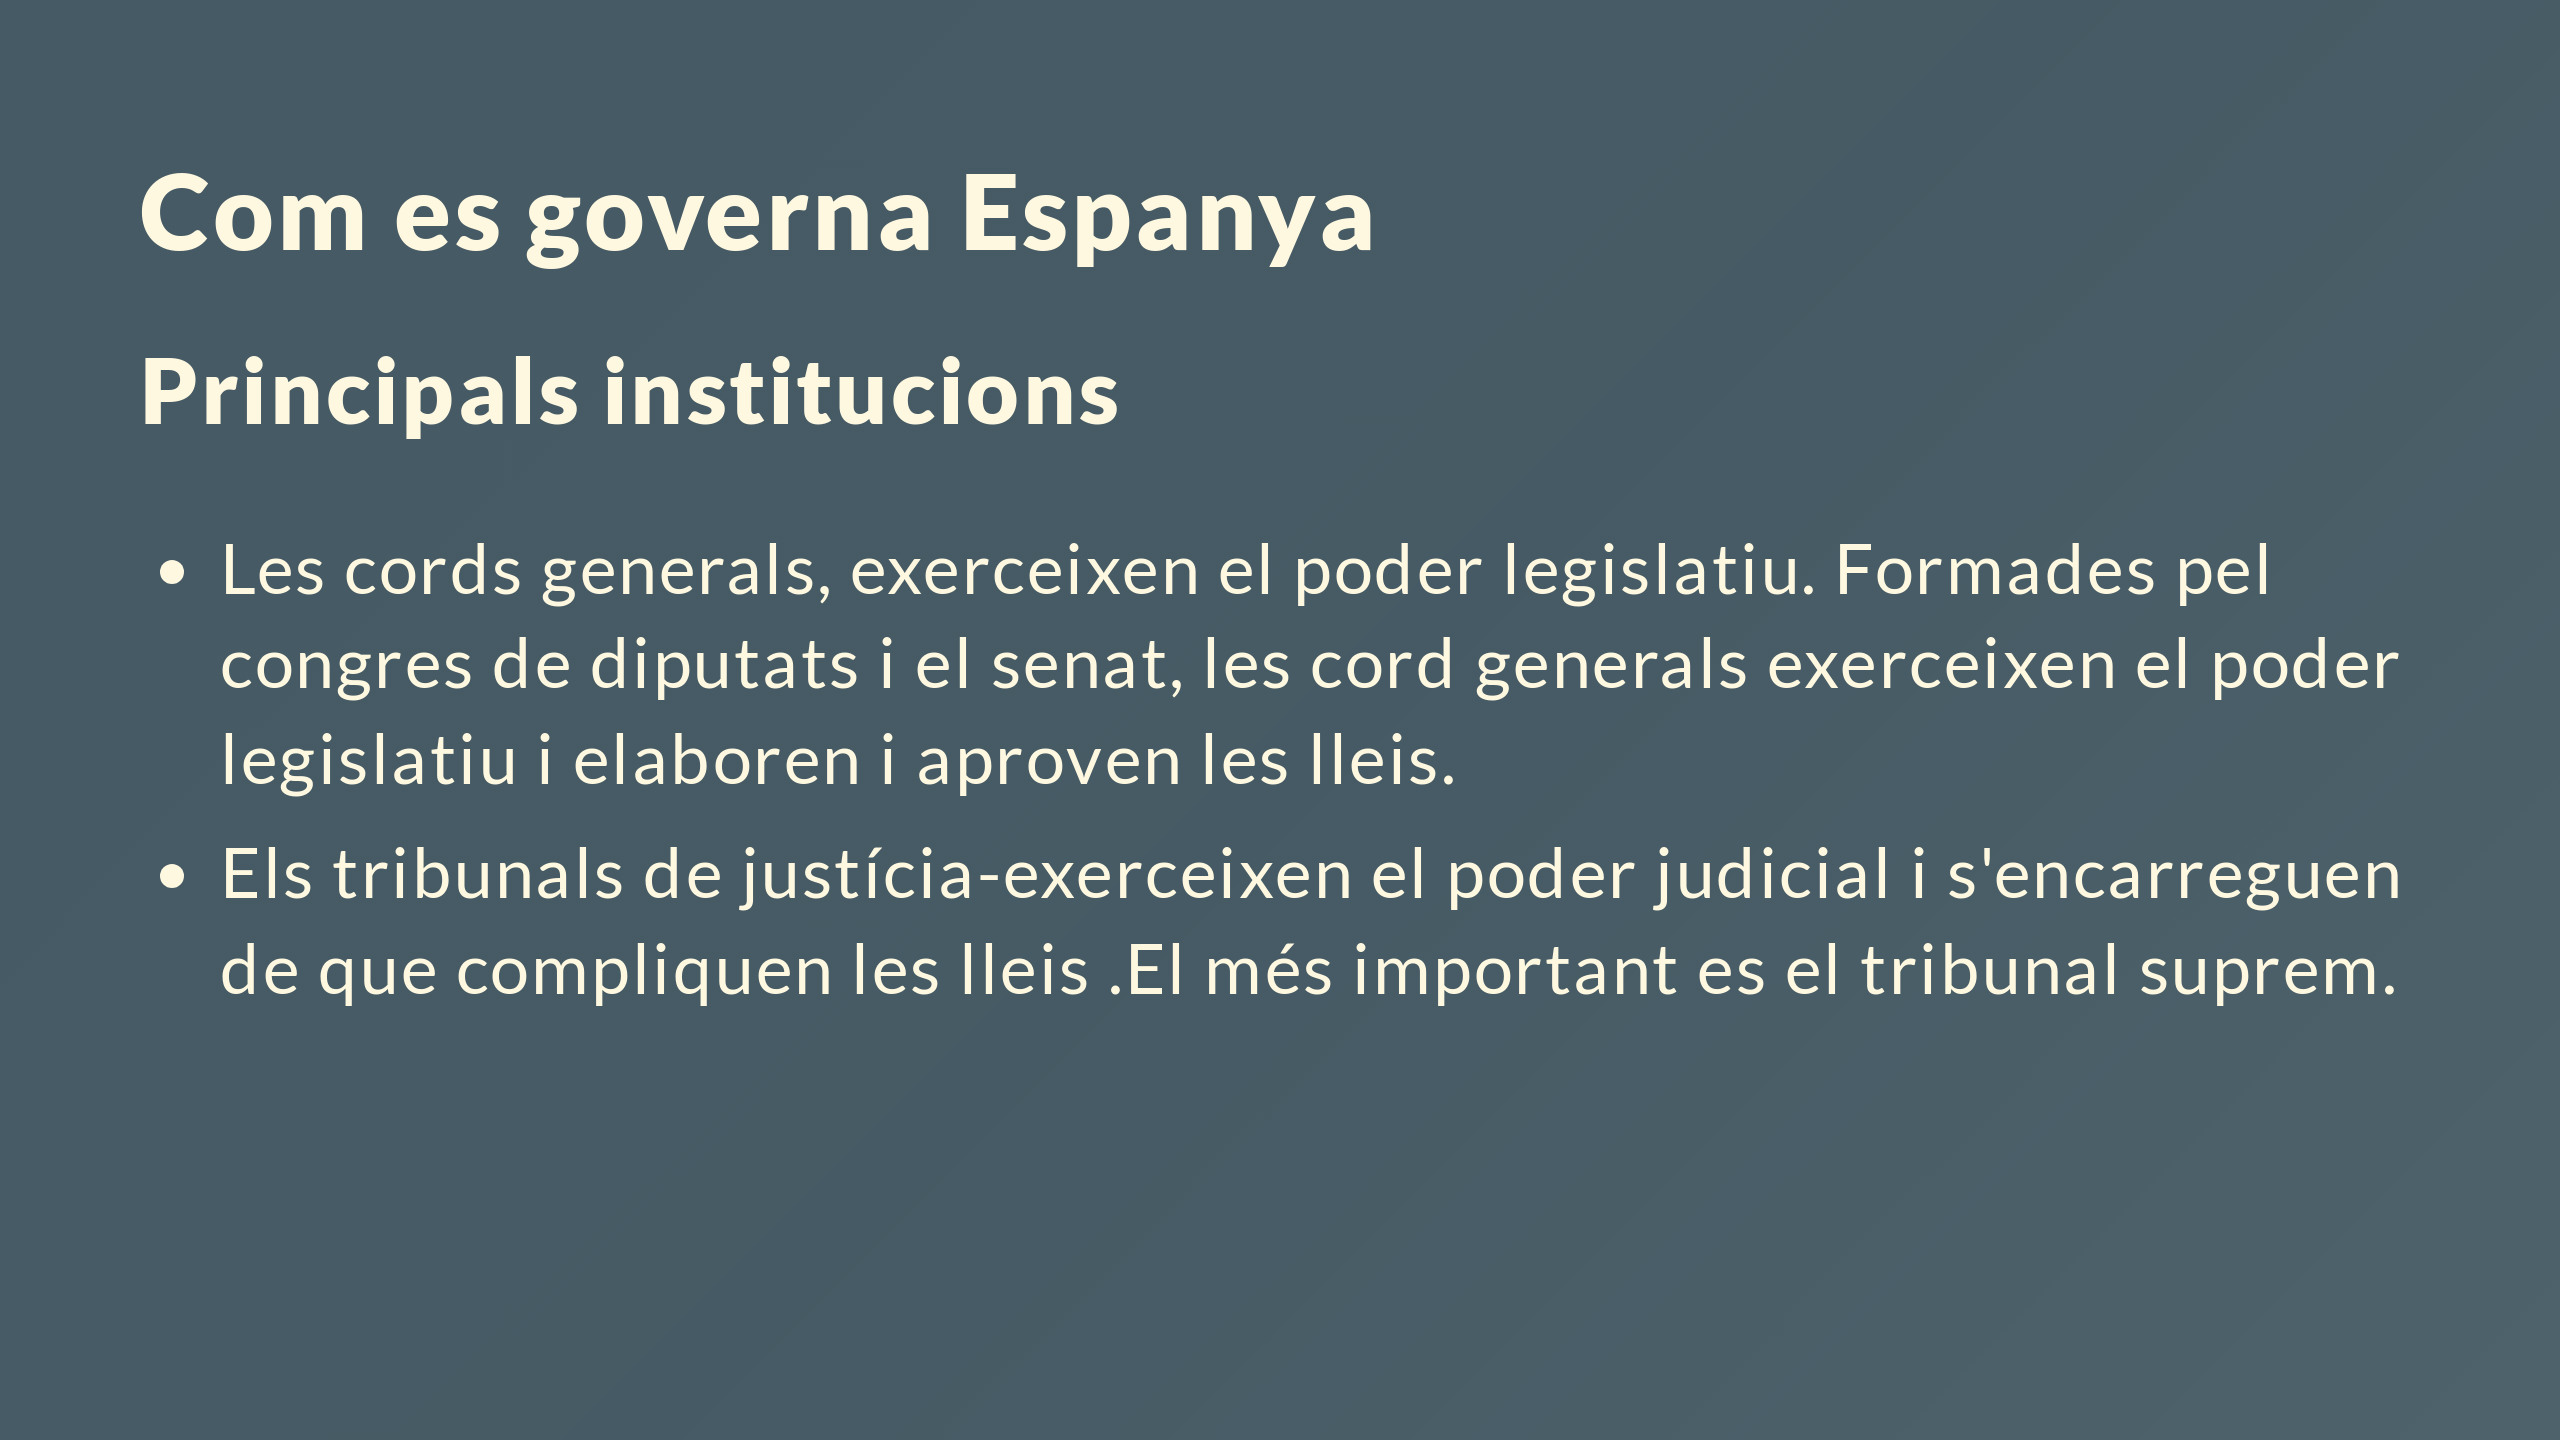 Com es governa Espanya
Principals institucions
• Les cords generals, exerceixen el poder legislatiu. Formades pel
congres de diputats i el senat, les cord generals exerceixen el poder
legislatiu i elaboren i aproven les lleis.
• Els tribunals de justícia-exerceixen el poder judicial i s'encarreguen
de que compliquen les lleis .El més important es el tribunal suprem.